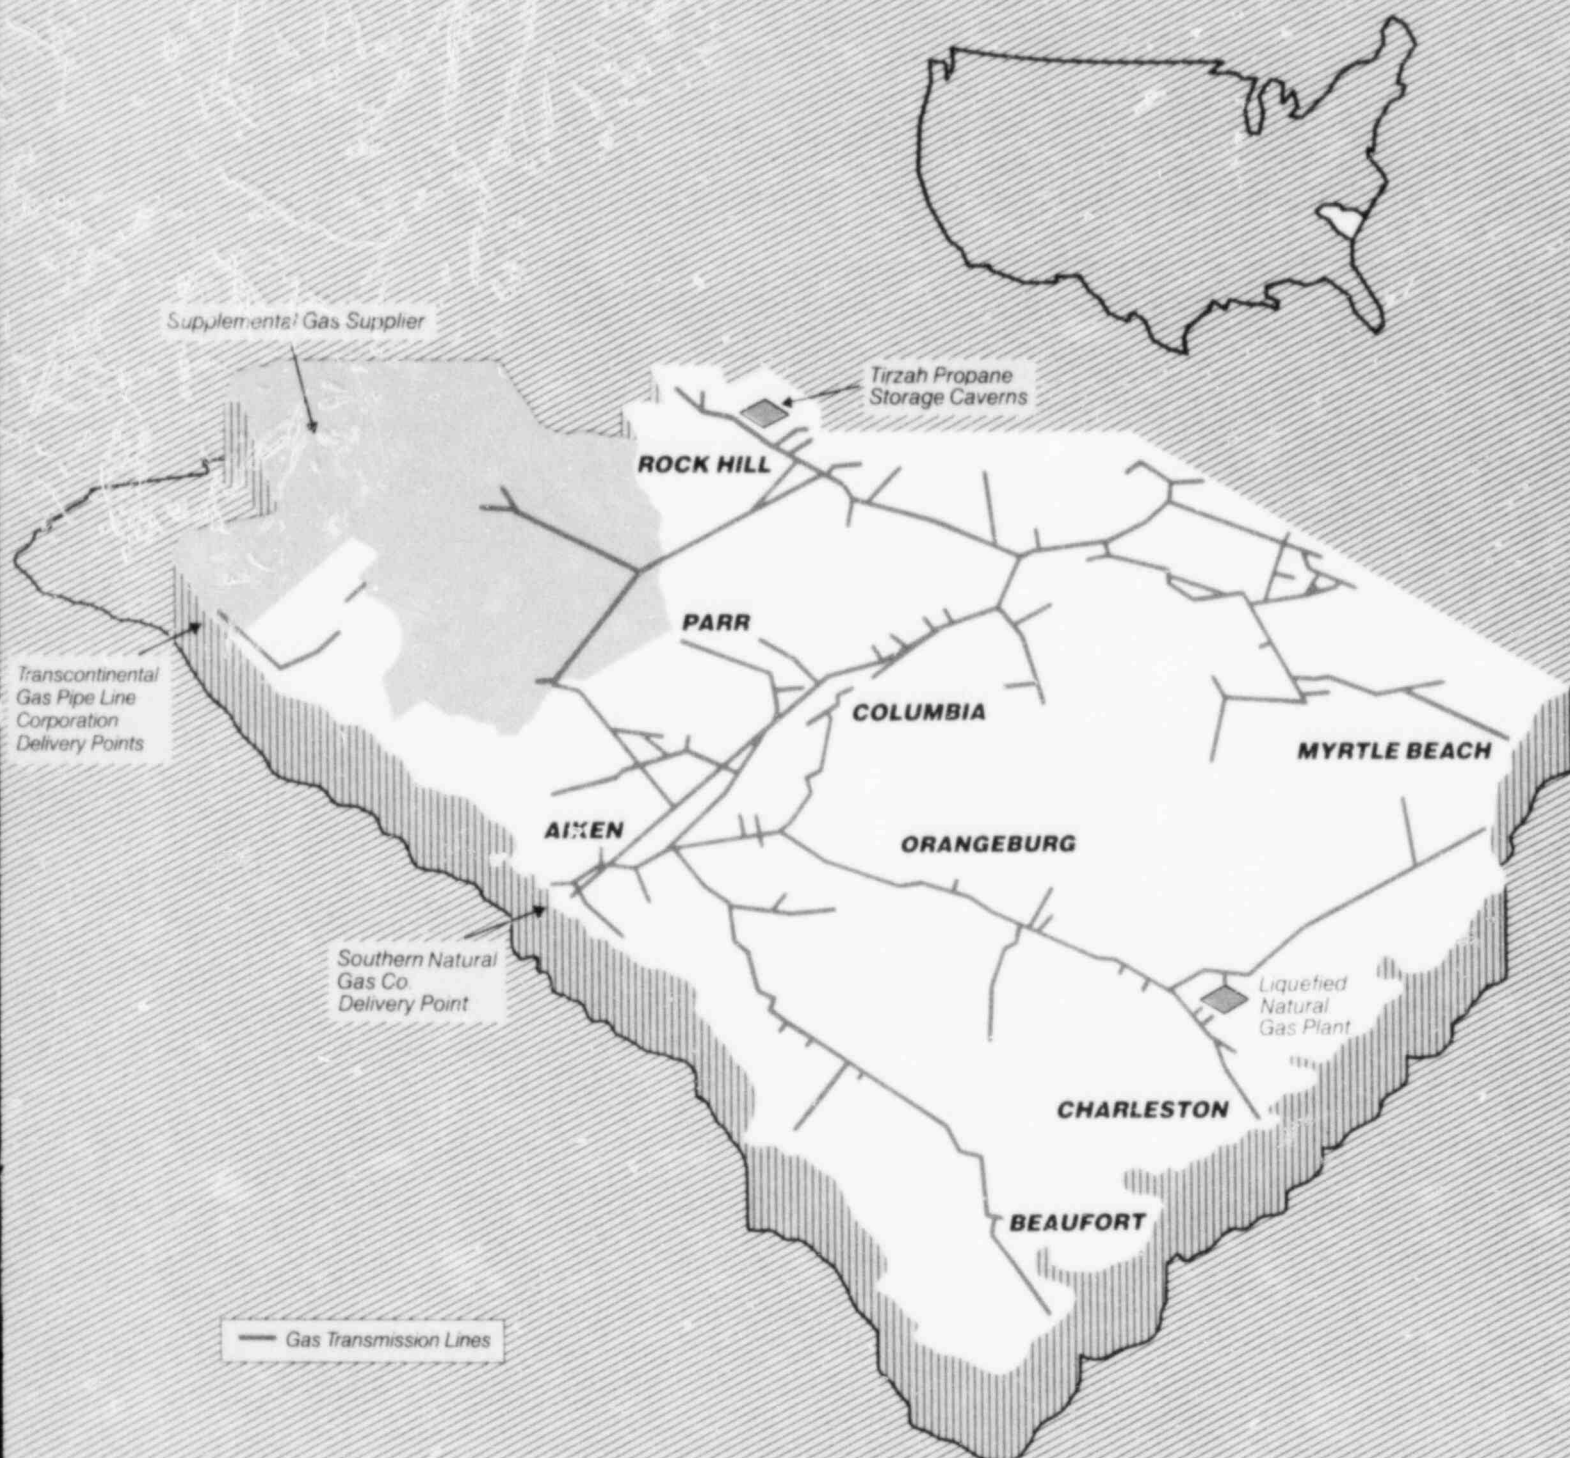 Supplemental Gas Supplier
Tirzah Propane
Storage Caverns
ROCK HILL
PARR
Transcontinental
Gas Pipe Line
Corporation
Delivery Points
COLUMBIA
MYRTLE BEACH
AIKEN
ORANGEBURG
Southern Natural
Gas Co.
Delivery Point
Liquefied
Natural
Gas Plant
CHARLESTON
BEAUFORT
Gas Transmission Lines